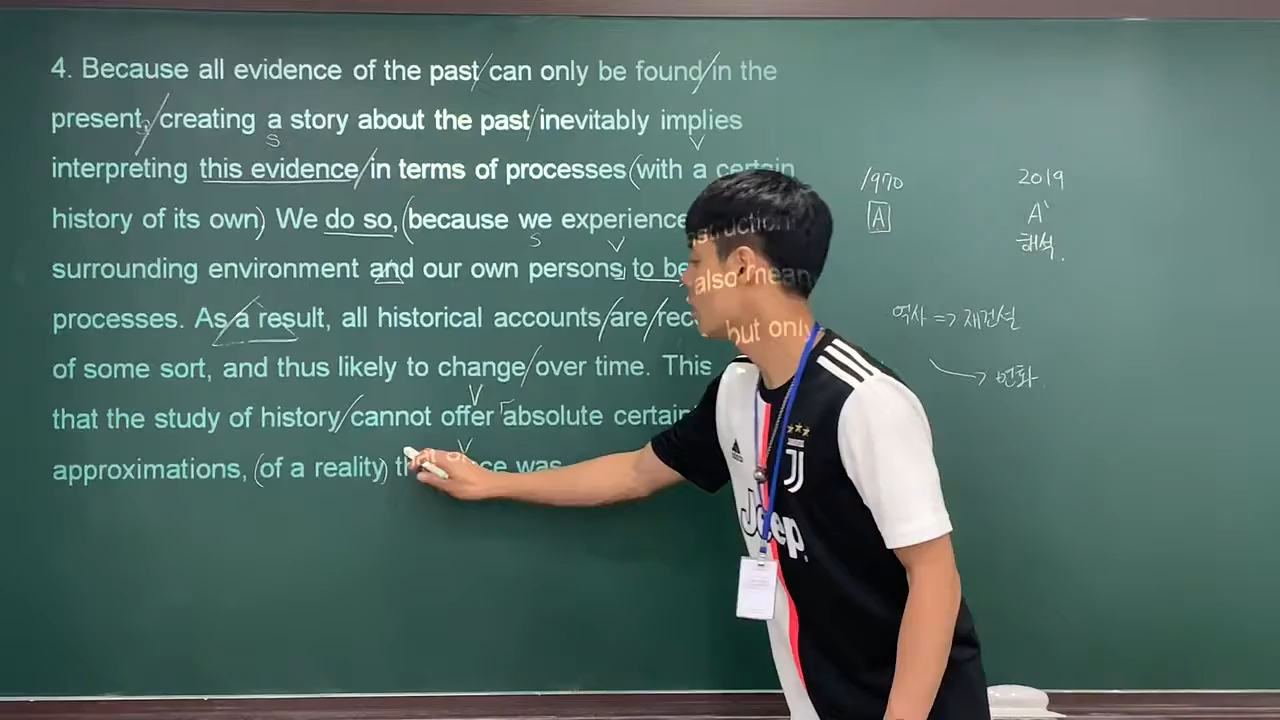 4. Because all evidence of the past can only be found in the
present, creating a story about the past inevitably implies
interpreting this evidence in terms of processes (with a certain
history of its own) We do so, (because we experience
surrounding environment and our own persons to be
processes. As a result, all historical accounts are
of some sort, and thus likely to change over time. This also mean
that the study of history cannot offer absolute but only
approximations, (of a reality) was
S
V
S
V
V
V
1970
A
2019
A'
해석.
역사 => 재건설
변화.
Jeep